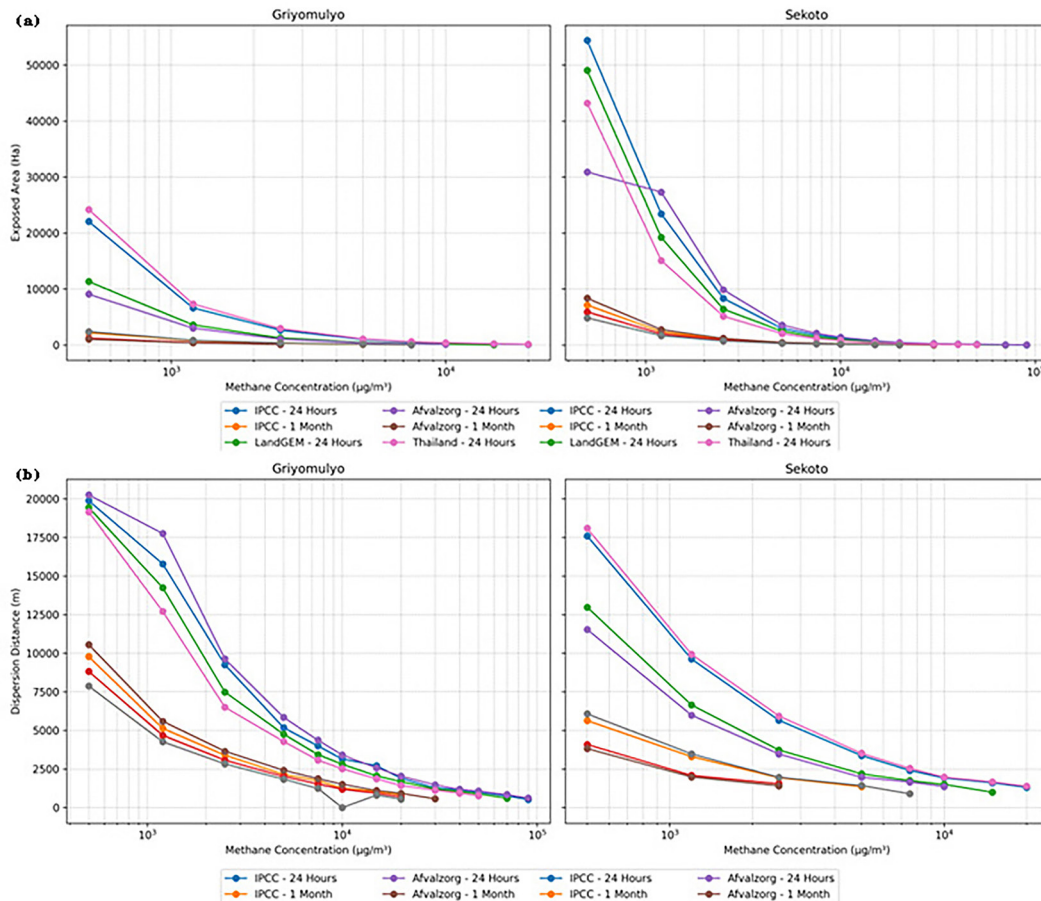 (a)
Griyomulyo
Sekoto
Exposed Area (Ha)
50000
40000
30000
20000
10000
0
10³
10⁴
10³
10⁴
10
Methane Concentration (µg/m³)
Methane Concentration (µg/m³)
IPCC - 24 Hours
Afvalzorg - 24 Hours
IPCC - 24 Hours
Afvalzorg - 24 Hours
IPCC - 1 Month
Afvalzorg - 1 Month
IPCC - 1 Month
Afvalzorg - 1 Month
LandGEM - 24 Hours
Thailand - 24 Hours
LandGEM - 24 Hours
Thailand - 24 Hours
(b)
Griyomulyo
Sekoto
Dispersion Distance (m)
20000
17500
15000
12500
10000
7500
5000
2500
0
10³
10⁴
10⁵
10³
10⁴
Methane Concentration (µg/m³)
Methane Concentration (µg/m³)
IPCC - 24 Hours
Afvalzorg - 24 Hours
IPCC - 24 Hours
Afvalzorg - 24 Hours
IPCC - 1 Month
Afvalzorg - 1 Month
IPCC - 1 Month
Afvalzorg - 1 Month